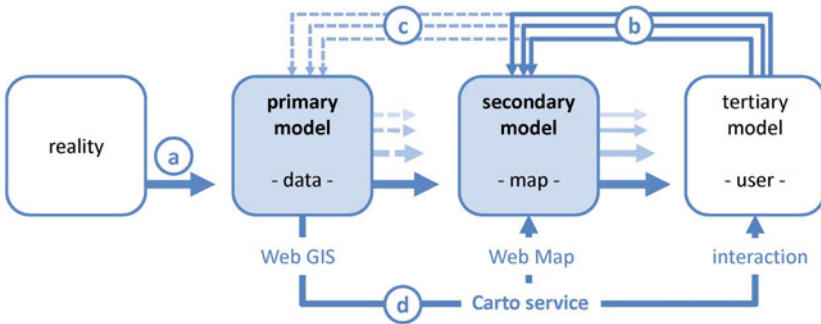 c
b
reality
a
primary
model
- data -
secondary
model
- map -
tertiary
model
- user -
Web GIS
Web Map
interaction
d
Carto service